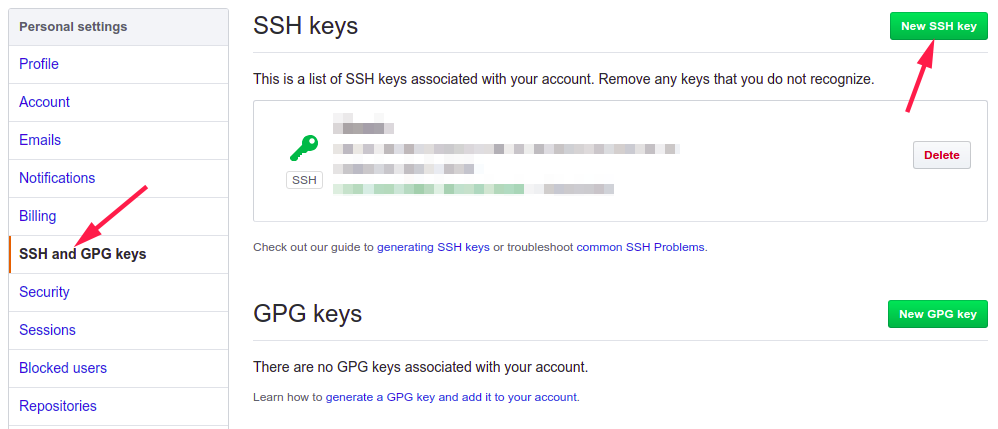 Personal settings
Profile
Account
Emails
Notifications
Billing
SSH and GPG keys
Security
Sessions
Blocked users
Repositories
SSH keys
New SSH key
This is a list of SSH keys associated with your account. Remove any keys that you do not recognize.
SSH
Delete
Check out our guide to generating SSH keys or troubleshoot common SSH Problems.
GPG keys
New GPG key
There are no GPG keys associated with your account.
Learn how to generate a GPG key and add it to your account.